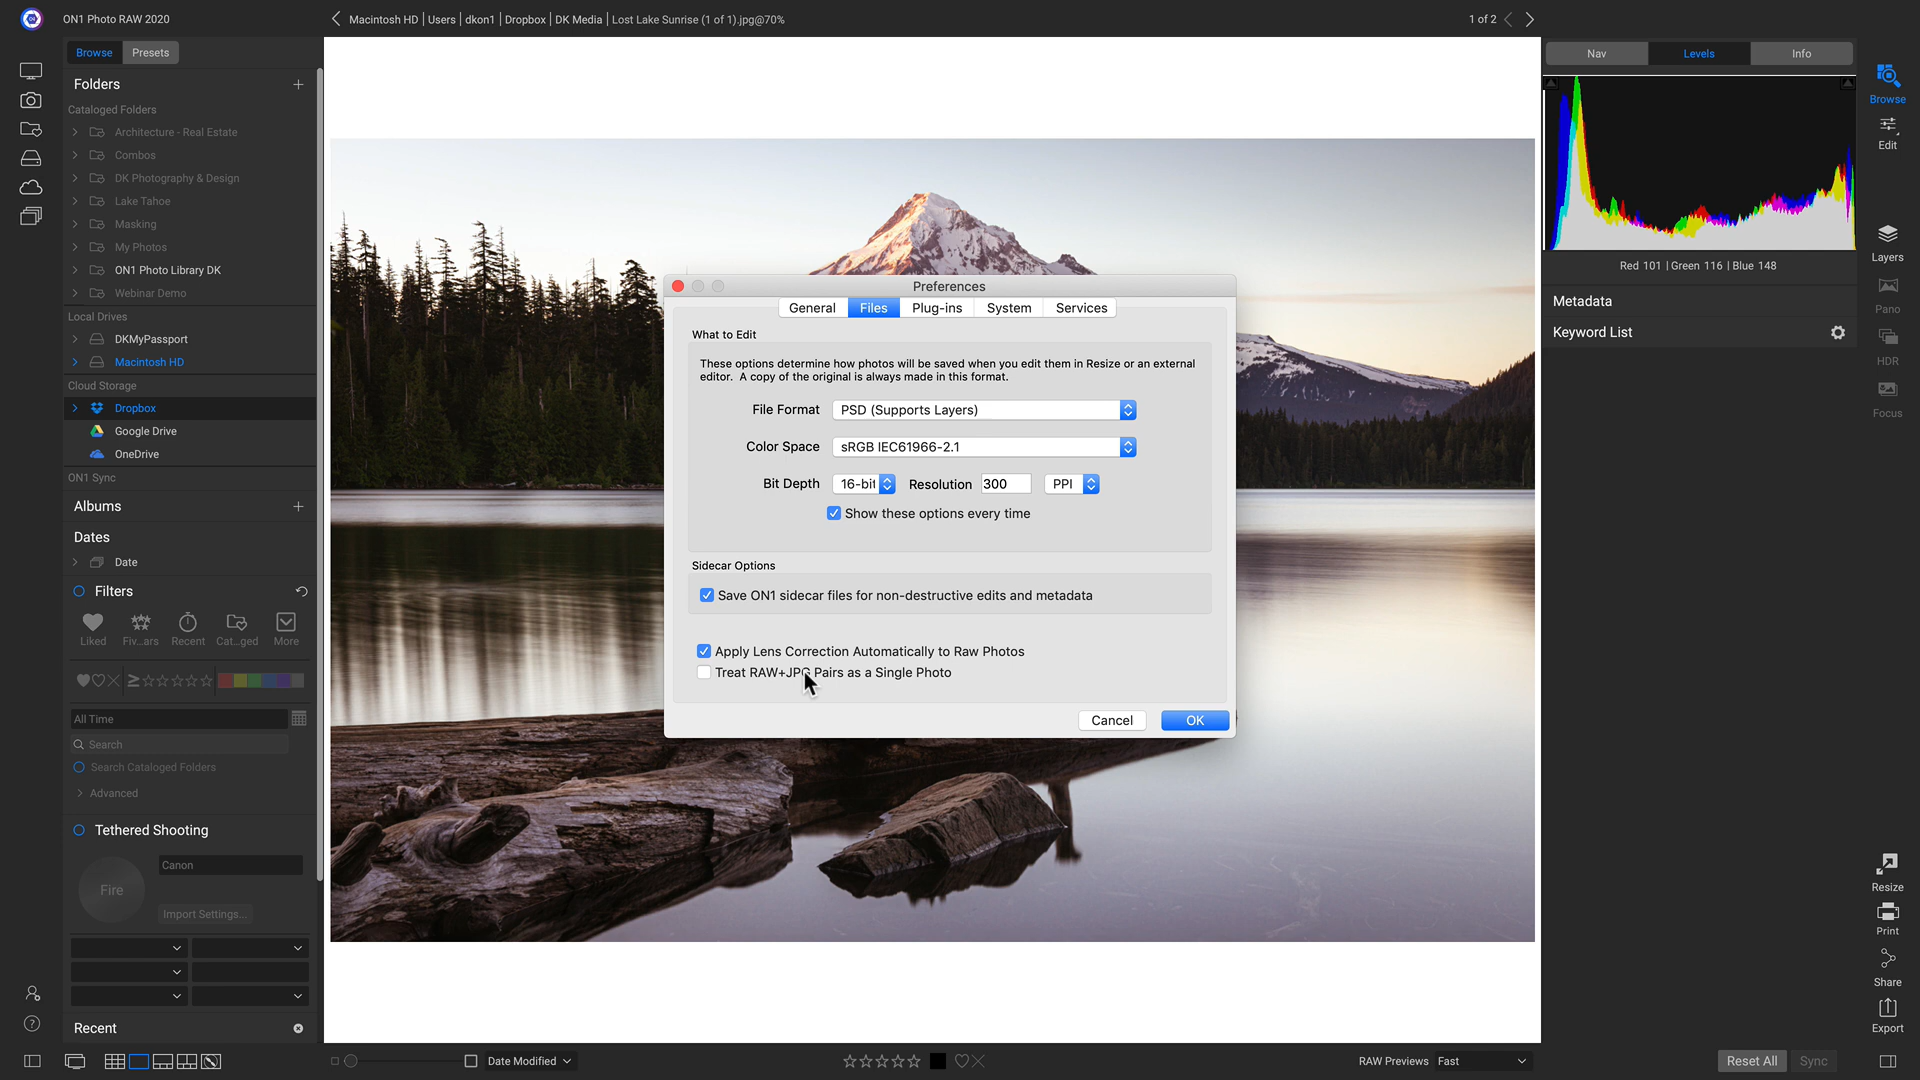 ON1 Photo RAW 2020
Macintosh HD | Users | dkon1 | Dropbox | DK Media | Lost Lake Sunrise (1 of 1).jpg@70%
1 of 2
Browse
Presets
Folders
Cataloged Folders
Architecture - Real Estate
Combos
DK Photography & Design
Lake Tahoe
Masking
My Photos
ON1 Photo Library DK
Webinar Demo
Local Drives
DKMyPassport
Macintosh HD
Cloud Storage
Dropbox
Google Drive
OneDrive
ON1 Sync
Albums
Dates
Date
Filters
Liked
Fiv...ars
Recent
Cat...ged
More
All Time
Search
Search Cataloged Folders
Advanced
Tethered Shooting
Canon
Fire
Import Settings...
Recent
Preferences
General
Files
Plug-ins
System
Services
What to Edit
These options determine how photos will be saved when you edit them in Resize or an external
editor. A copy of the original is always made in this format.
File Format
PSD (Supports Layers)
Color Space
sRGB IEC61966-2.1
Bit Depth
16-bit
Resolution
300
PPI
Show these options every time
Sidecar Options
Save ON1 sidecar files for non-destructive edits and metadata
Apply Lens Correction Automatically to Raw Photos
Treat RAW+JPG Pairs as a Single Photo
Cancel
OK
Nav
Levels
Info
Red 101 | Green 116 | Blue 148
Metadata
Keyword List
Browse
Edit
Layers
Pano
HDR
Focus
Resize
Print
Share
Export
Date Modified
RAW Previews
Fast
Reset All
Sync